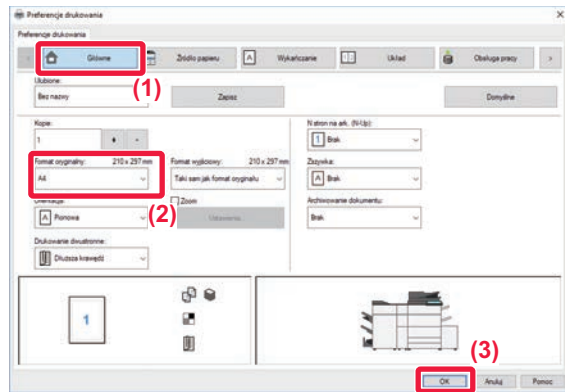 Preferencje drukowania
Preferencje drukowania
Główne
Źródło papieru
Wykańczanie
Układ
Obsługa pracy
Ulubione:
(1)
Bez nazwy
Zapisz
Domyślne
Kopie:
N stron na ark. (N-Up):
1
Brak
Format oryginalny: 210 x 297 mm
Format wyjściowy: 210 x 297 mm
Zszywka:
A4
Taki sam jak format oryginału
Brak
Orientacja:
(2)
Zoom
Archiwowanie dokumentu:
Pionowa
Ustawienia
Brak
Drukowanie dwustronne:
Dłuższa krawędź
1
(3)
OK
Anuluj
Pomoc